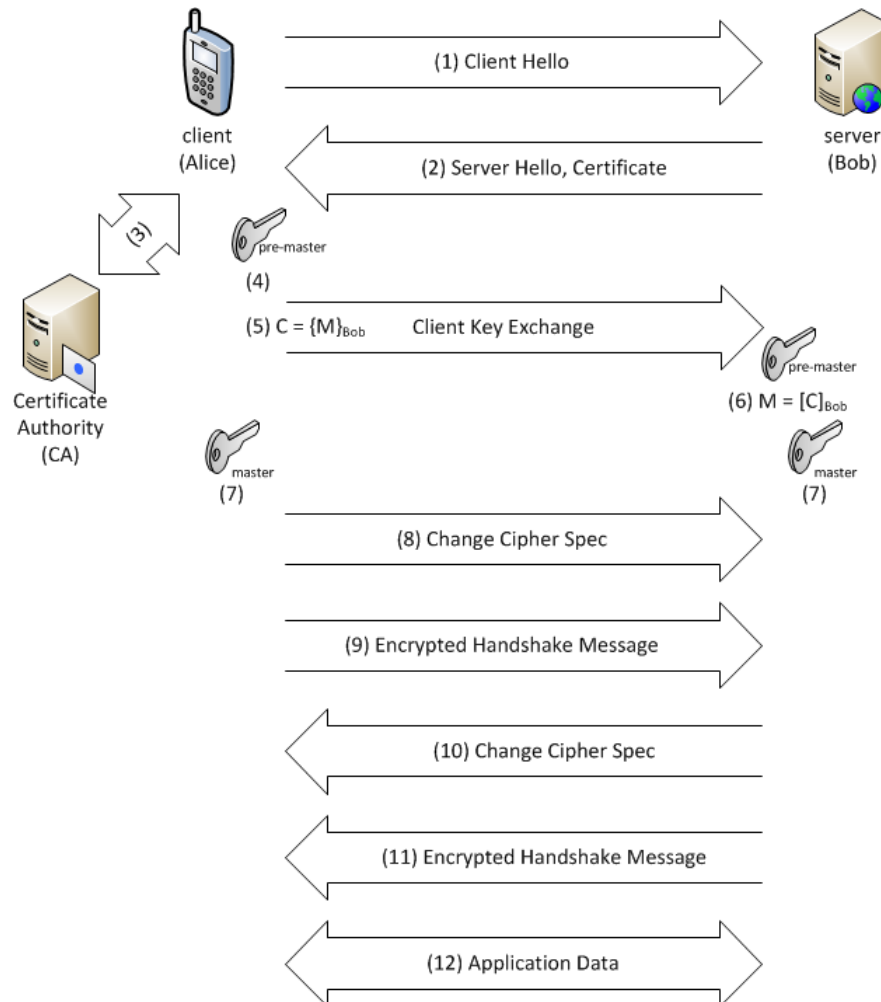 (1) Client Hello
client
(Alice)
server
(Bob)
(2) Server Hello, Certificate
(3)
pre-master
(4)
(5) C = {M}Bob Client Key Exchange
pre-master
(6) M = [C]Bob
Certificate
Authority
(CA)
master
(7)
master
(7)
(8) Change Cipher Spec
(9) Encrypted Handshake Message
(10) Change Cipher Spec
(11) Encrypted Handshake Message
(12) Application Data